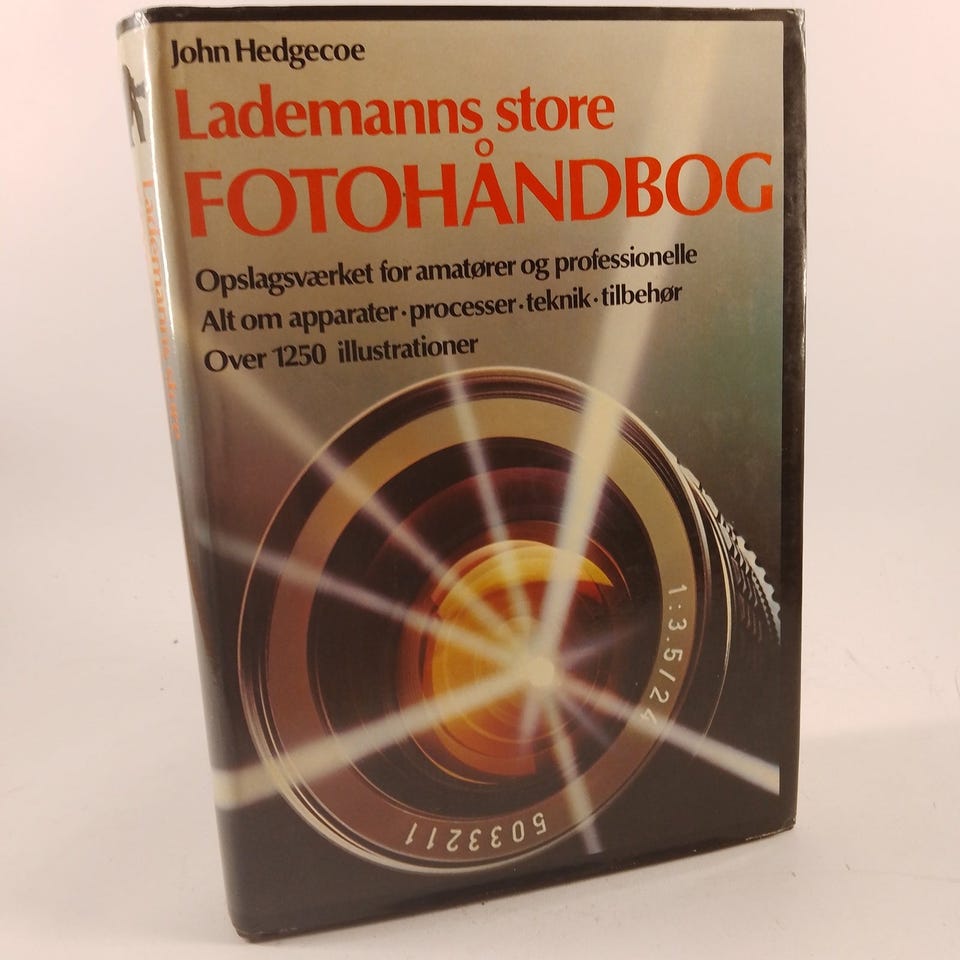 John Hedgecoe
Lademanns store
FOTOHÅNDBOG
Opslagsværket for amatører og professionelle
Alt om apparater · processer · teknik · tilbehør
Over 1250 illustrationer
1:3.5/24
5033211
Lademanns store